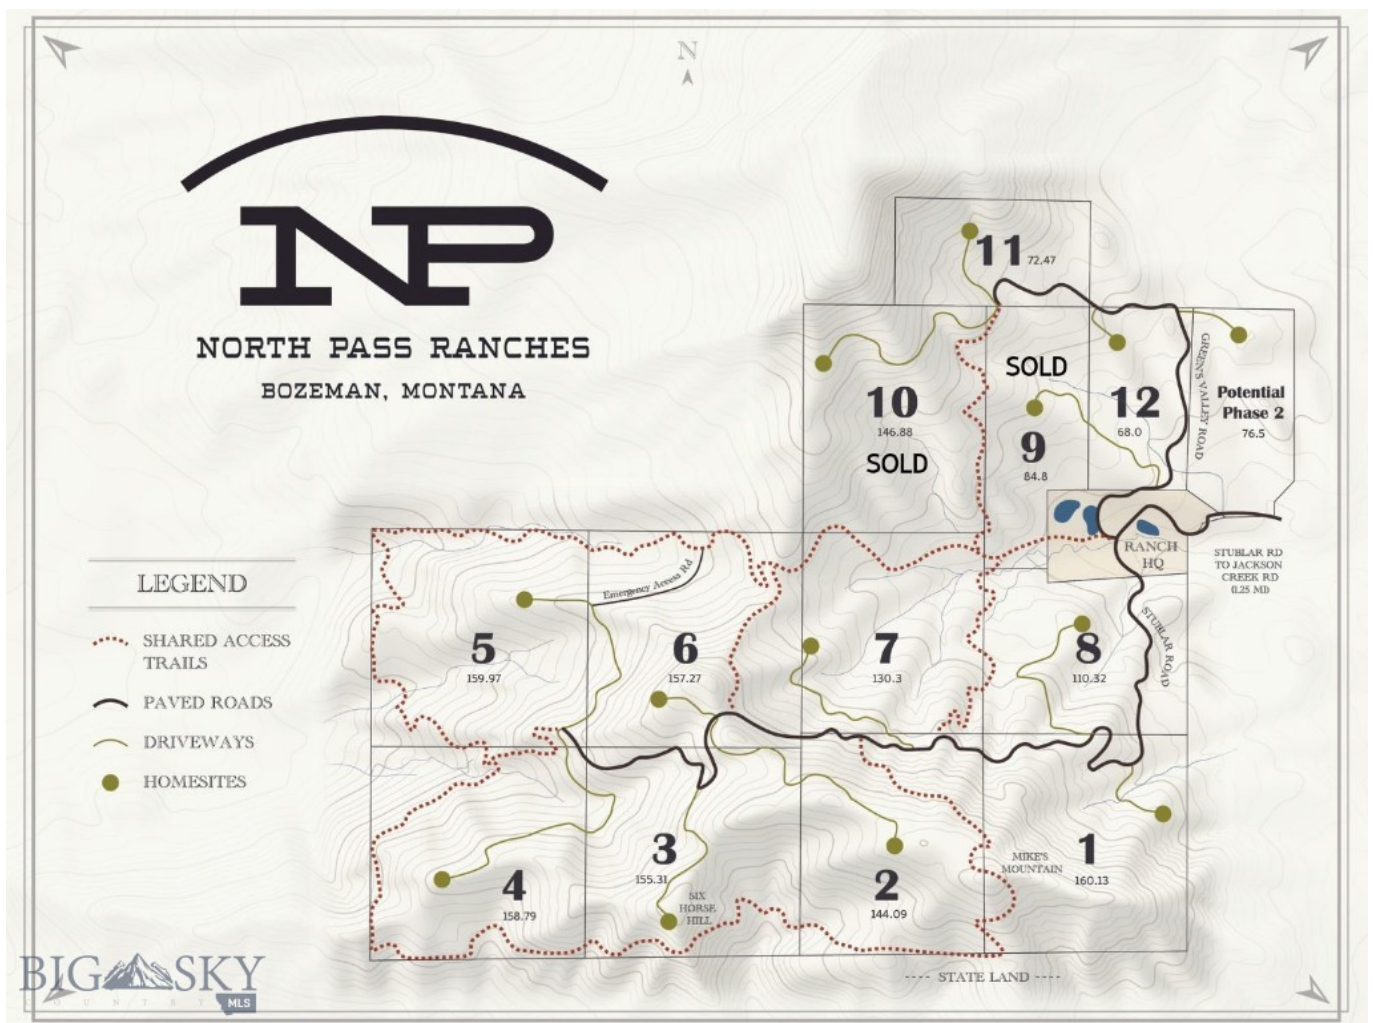 N
NP
NORTH PASS RANCHES
BOZEMAN, MONTANA
11
72.47
SOLD
10
146.88
SOLD
9
84.8
12
68.0
GREEN'S VALLEY ROAD
Potential
Phase 2
76.5
RANCH
HQ
STUBLAR RD
TO JACKSON
CREEK RD
(1.25 MI)
STUBLAR ROAD
LEGEND
SHARED ACCESS
TRAILS
PAVED ROADS
DRIVEWAYS
HOMESITES
Emergency Access Rd
5
159.97
6
157.27
7
130.3
8
110.32
4
158.79
3
155.31
SIX
HORSE
HILL
2
144.09
MIKE'S
MOUNTAIN
1
160.13
---- STATE LAND ----
BIG SKY
COUNTRY
MLS